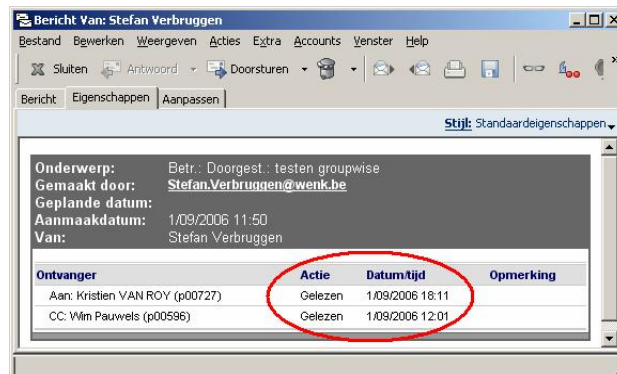 Bericht Van: Stefan Verbruggen
Bestand Bewerken Weergeven Acties Extra Accounts Venster Help
Sluiten Antwoord Doorsturen
Bericht Eigenschappen Aanpassen
Stijl: Standaardeigenschappen
Onderwerp: Betr.: Doorgest.: testen groupwise
Gemaakt door: Stefan.Verbruggen@wenk.be
Geplande datum:
Aanmaakdatum: 1/09/2006 11:50
Van: Stefan Verbruggen
Ontvanger Actie Datum/tijd Opmerking
Aan: Kristien VAN ROY (p00727) Gelezen 1/09/2006 18:11
CC: Wim Pauwels (p00596) Gelezen 1/09/2006 12:01